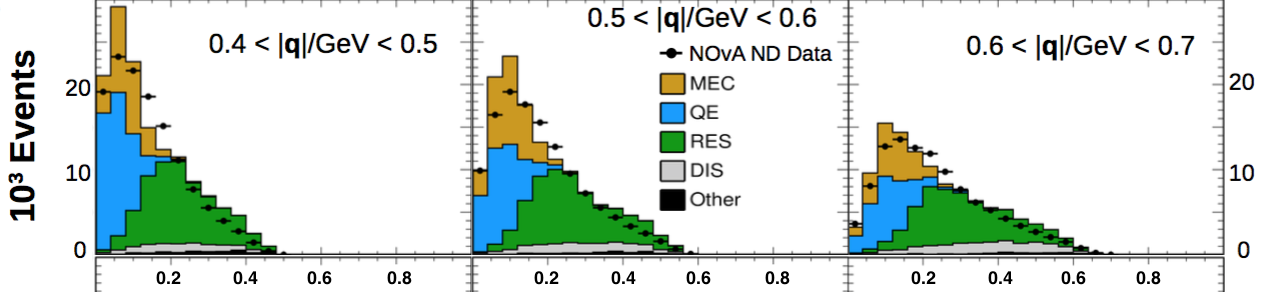 10³ Events
0.4 < |q|/GeV < 0.5
0.5 < |q|/GeV < 0.6
0.6 < |q|/GeV < 0.7
NOvA ND Data
MEC
QE
RES
DIS
Other
20
10
0
20
10
0
0.2 0.4 0.6 0.8
0.2 0.4 0.6 0.8
0.2 0.4 0.6 0.8